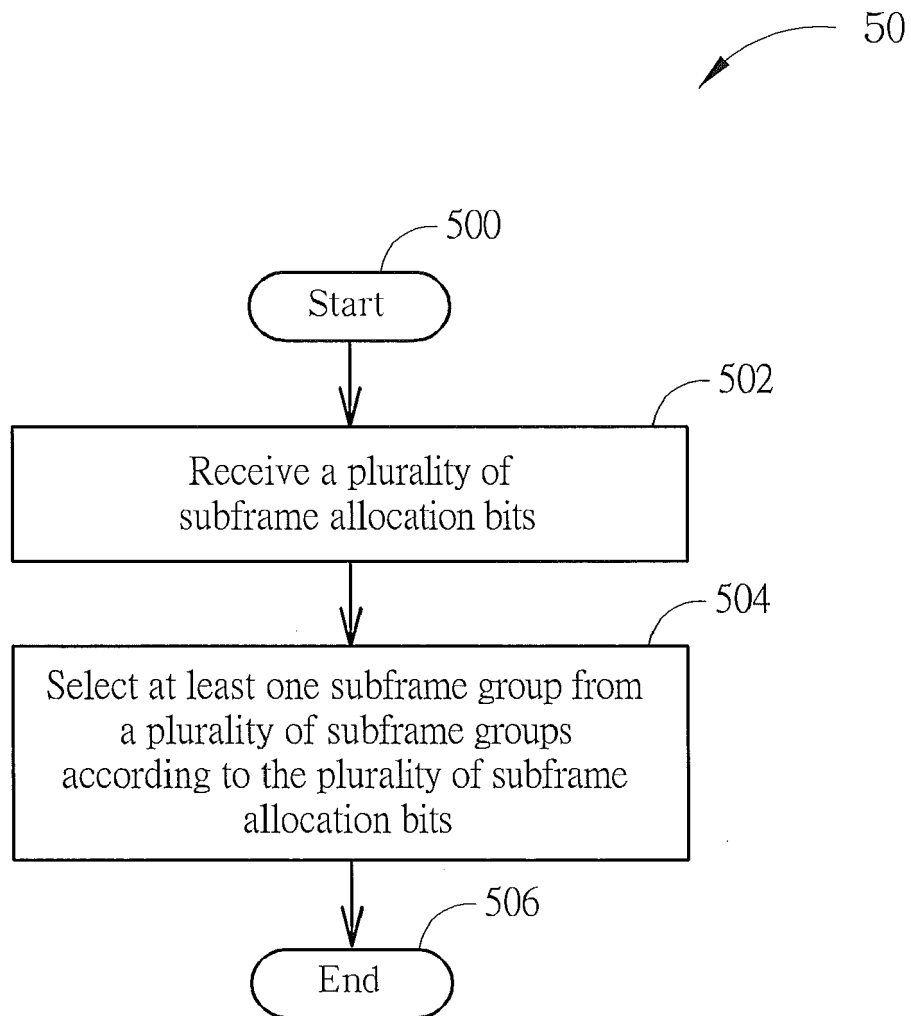 50
500
Start
502
Receive a plurality of
subframe allocation bits
504
Select at least one subframe group from
a plurality of subframe groups
according to the plurality of subframe
allocation bits
506
End